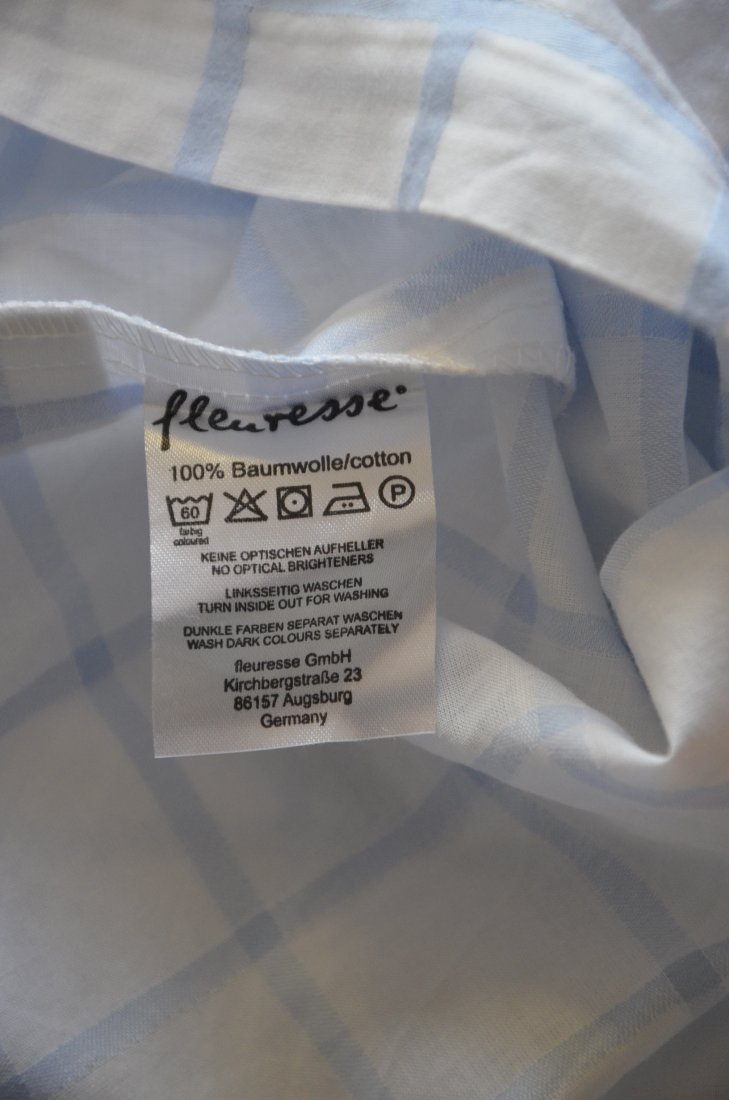 fleuresse
100% Baumwolle/cotton
60 P
farbig
coloured
KEINE OPTISCHEN AUFHELLER
NO OPTICAL BRIGHTENERS
LINKSSEITIG WASCHEN
TURN INSIDE OUT FOR WASHING
DUNKLE FARBEN SEPARAT WASCHEN
WASH DARK COLOURS SEPARATELY
fleuresse GmbH
Kirchbergstraße 23
86157 Augsburg
Germany